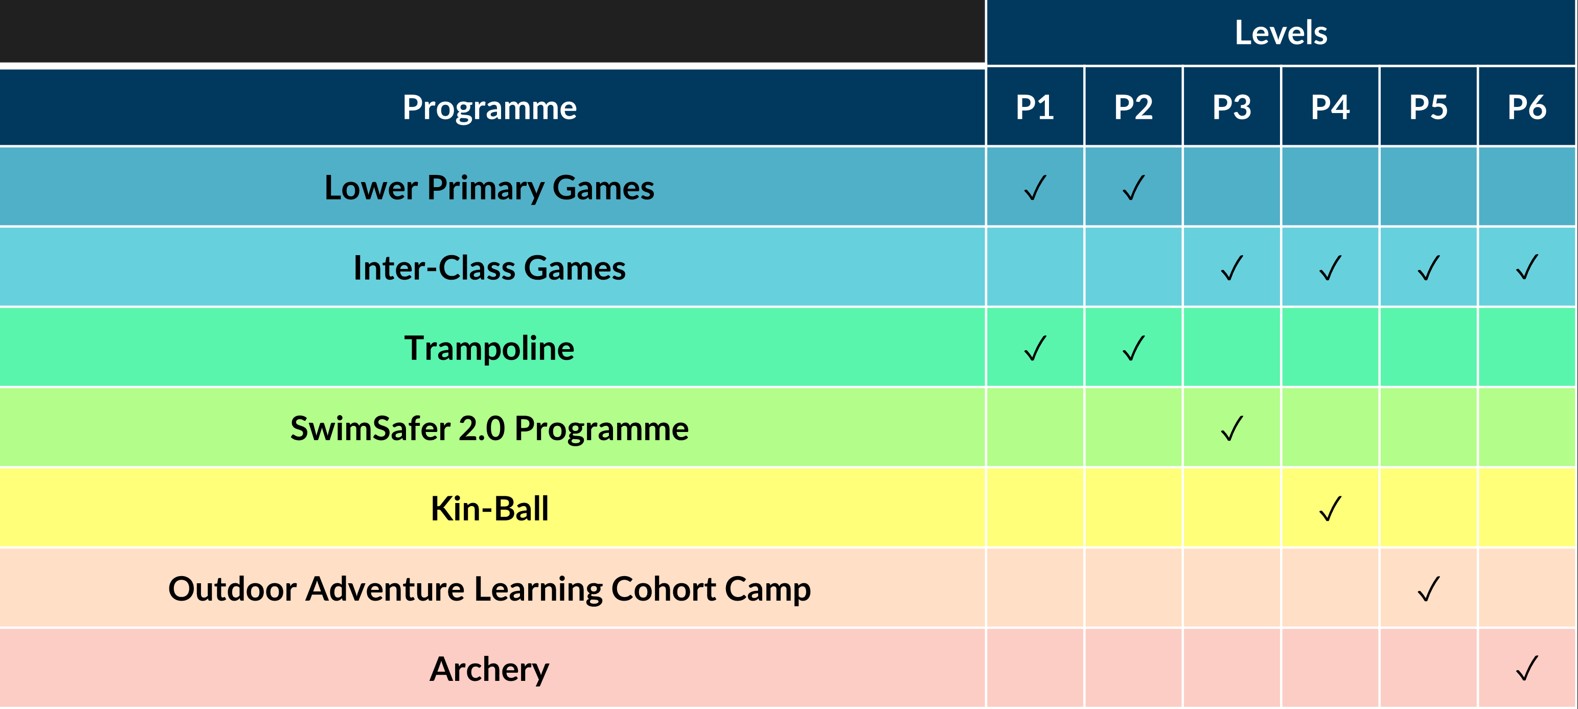 Levels
Programme P1 P2 P3 P4 P5 P6
Lower Primary Games ✓ ✓
Inter-Class Games ✓ ✓ ✓ ✓
Trampoline ✓ ✓
SwimSafer 2.0 Programme ✓
Kin-Ball ✓
Outdoor Adventure Learning Cohort Camp ✓
Archery ✓